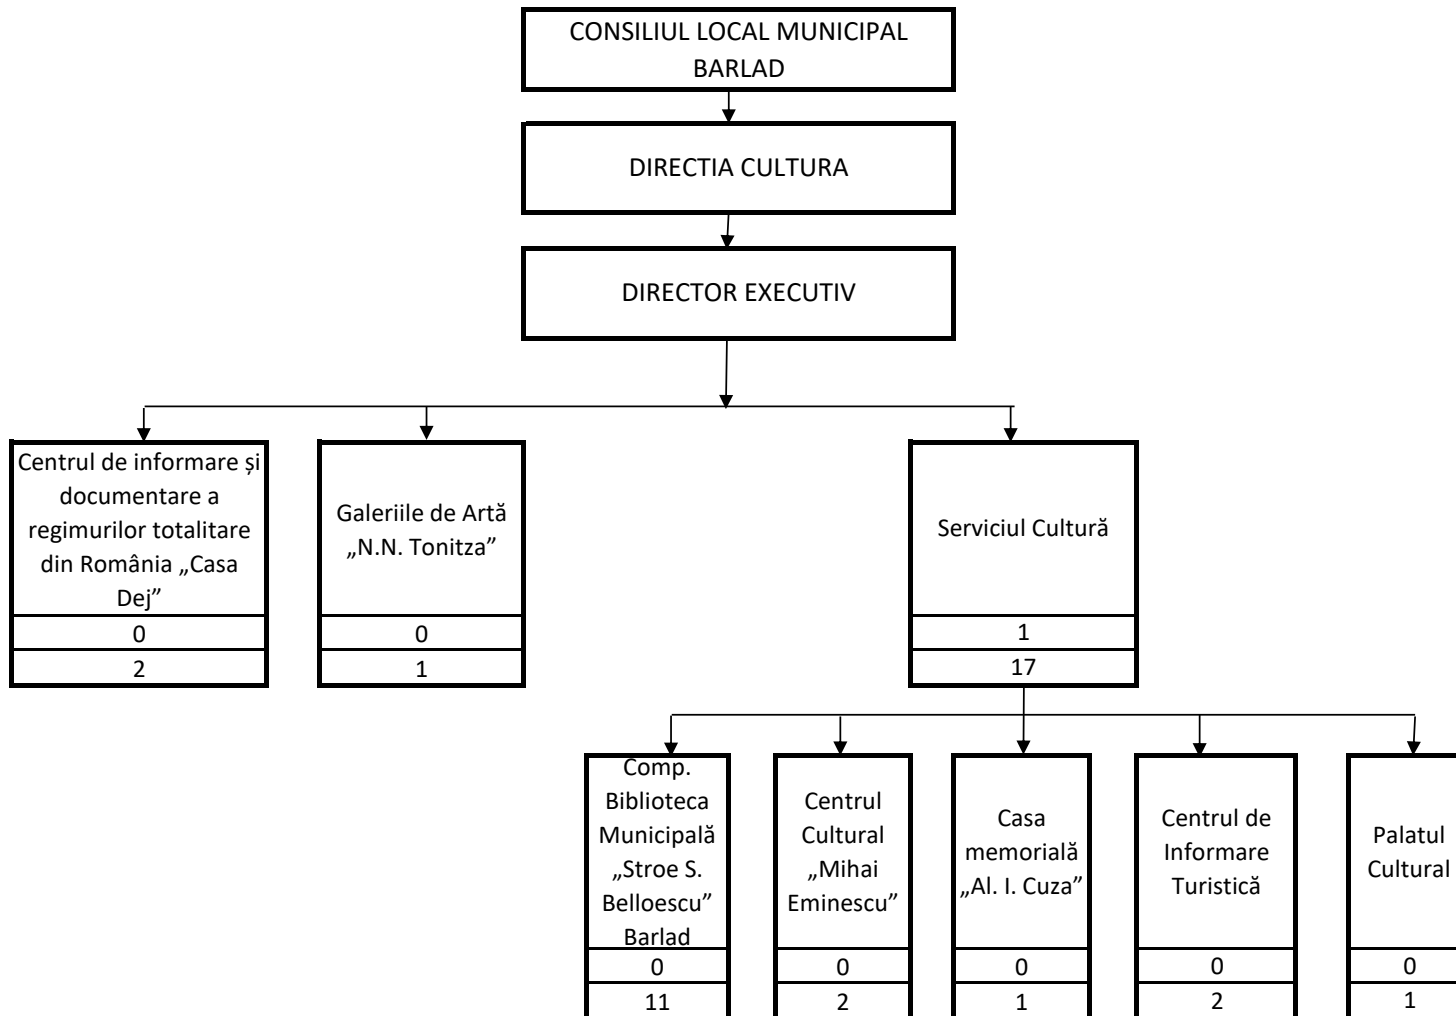 CONSILIUL LOCAL MUNICIPAL
BARLAD
DIRECTIA CULTURA
DIRECTOR EXECUTIV
Centrul de informare și
documentare a
regimurilor totalitare
din România „Casa
Dej”
0
2
Galeriile de Artă
„N.N. Tonitza”
0
1
Serviciul Cultură
1
17
Comp.
Biblioteca
Municipală
„Stroe S.
Belloescu”
Barlad
0
11
Centrul
Cultural
„Mihai
Eminescu”
0
2
Casa
memorială
„Al. I. Cuza”
0
1
Centrul de
Informare
Turistică
0
2
Palatul
Cultural
0
1